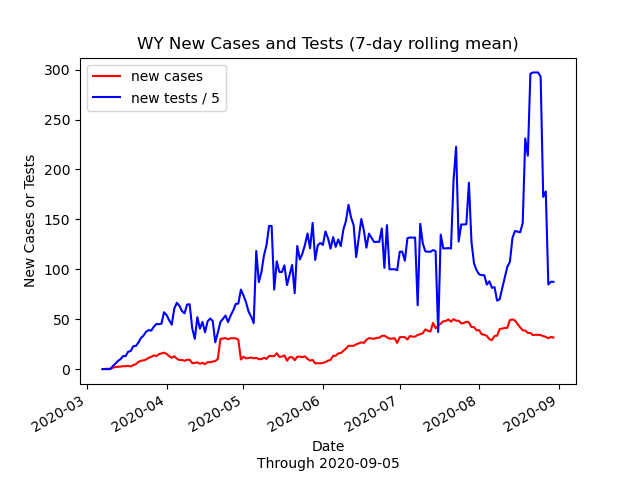 WY New Cases and Tests (7-day rolling mean)
new cases
new tests / 5
New Cases or Tests
300
250
200
150
100
50
0
2020-03
2020-04
2020-05
2020-06
2020-07
2020-08
2020-09
Date
Through 2020-09-05